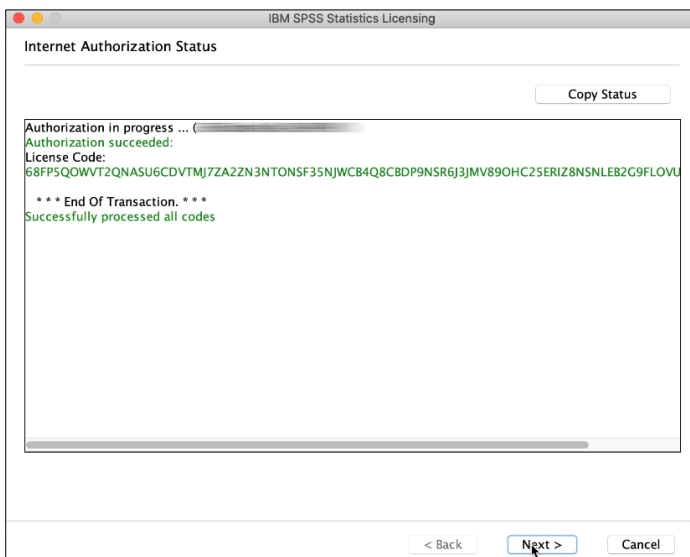 IBM SPSS Statistics Licensing
Internet Authorization Status
Copy Status
Authorization in progress ... (
Authorization succeeded:
License Code:
68FP5QOWVT2QNASU6CDVTMJ7ZA2ZN3NTONSF35NJWCB4Q8CBDP9NSR6J3JMV89OHC25ERIZ8NSNLEB2G9FLOVU
* * * End Of Transaction. * * *
Successfully processed all codes
< Back
Next >
Cancel